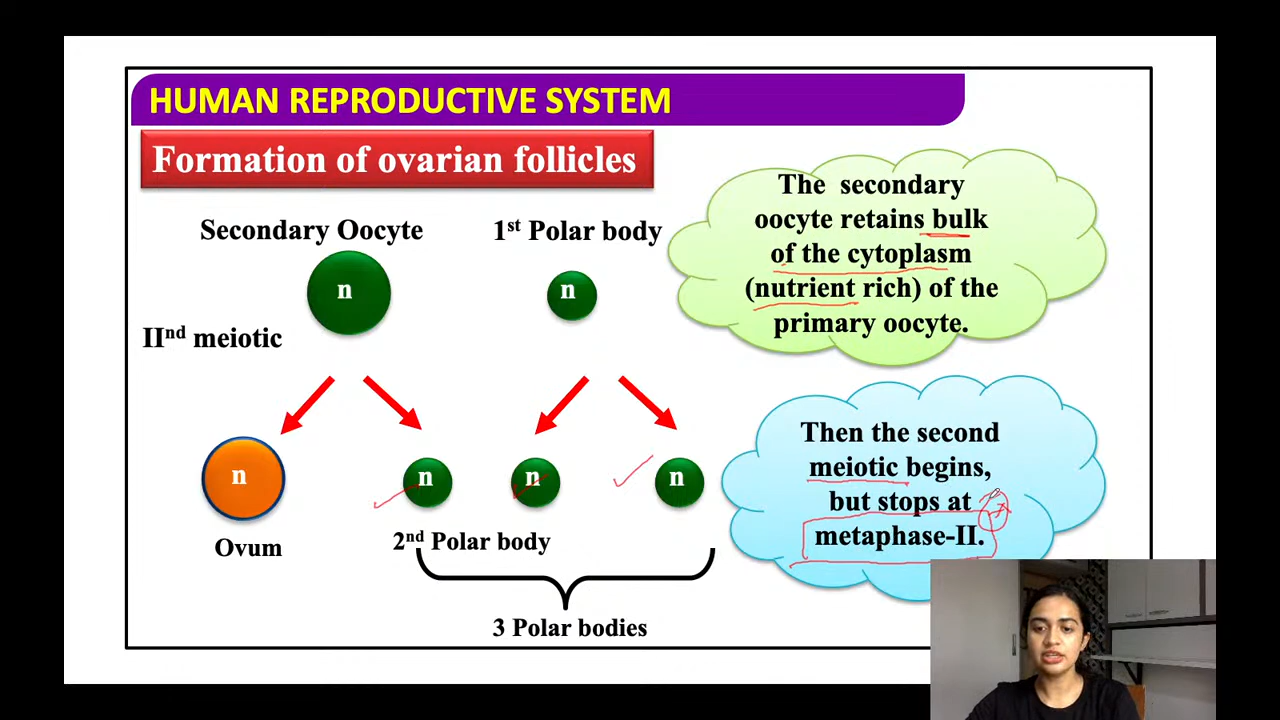 HUMAN REPRODUCTIVE SYSTEM
Formation of ovarian follicles
Secondary Oocyte
1st Polar body
n
n
IInd meiotic
n
n
n
n
Ovum
2nd Polar body
3 Polar bodies
The secondary
oocyte retains bulk
of the cytoplasm
(nutrient rich) of the
primary oocyte.
Then the second
meiotic begins,
but stops at
metaphase-II.